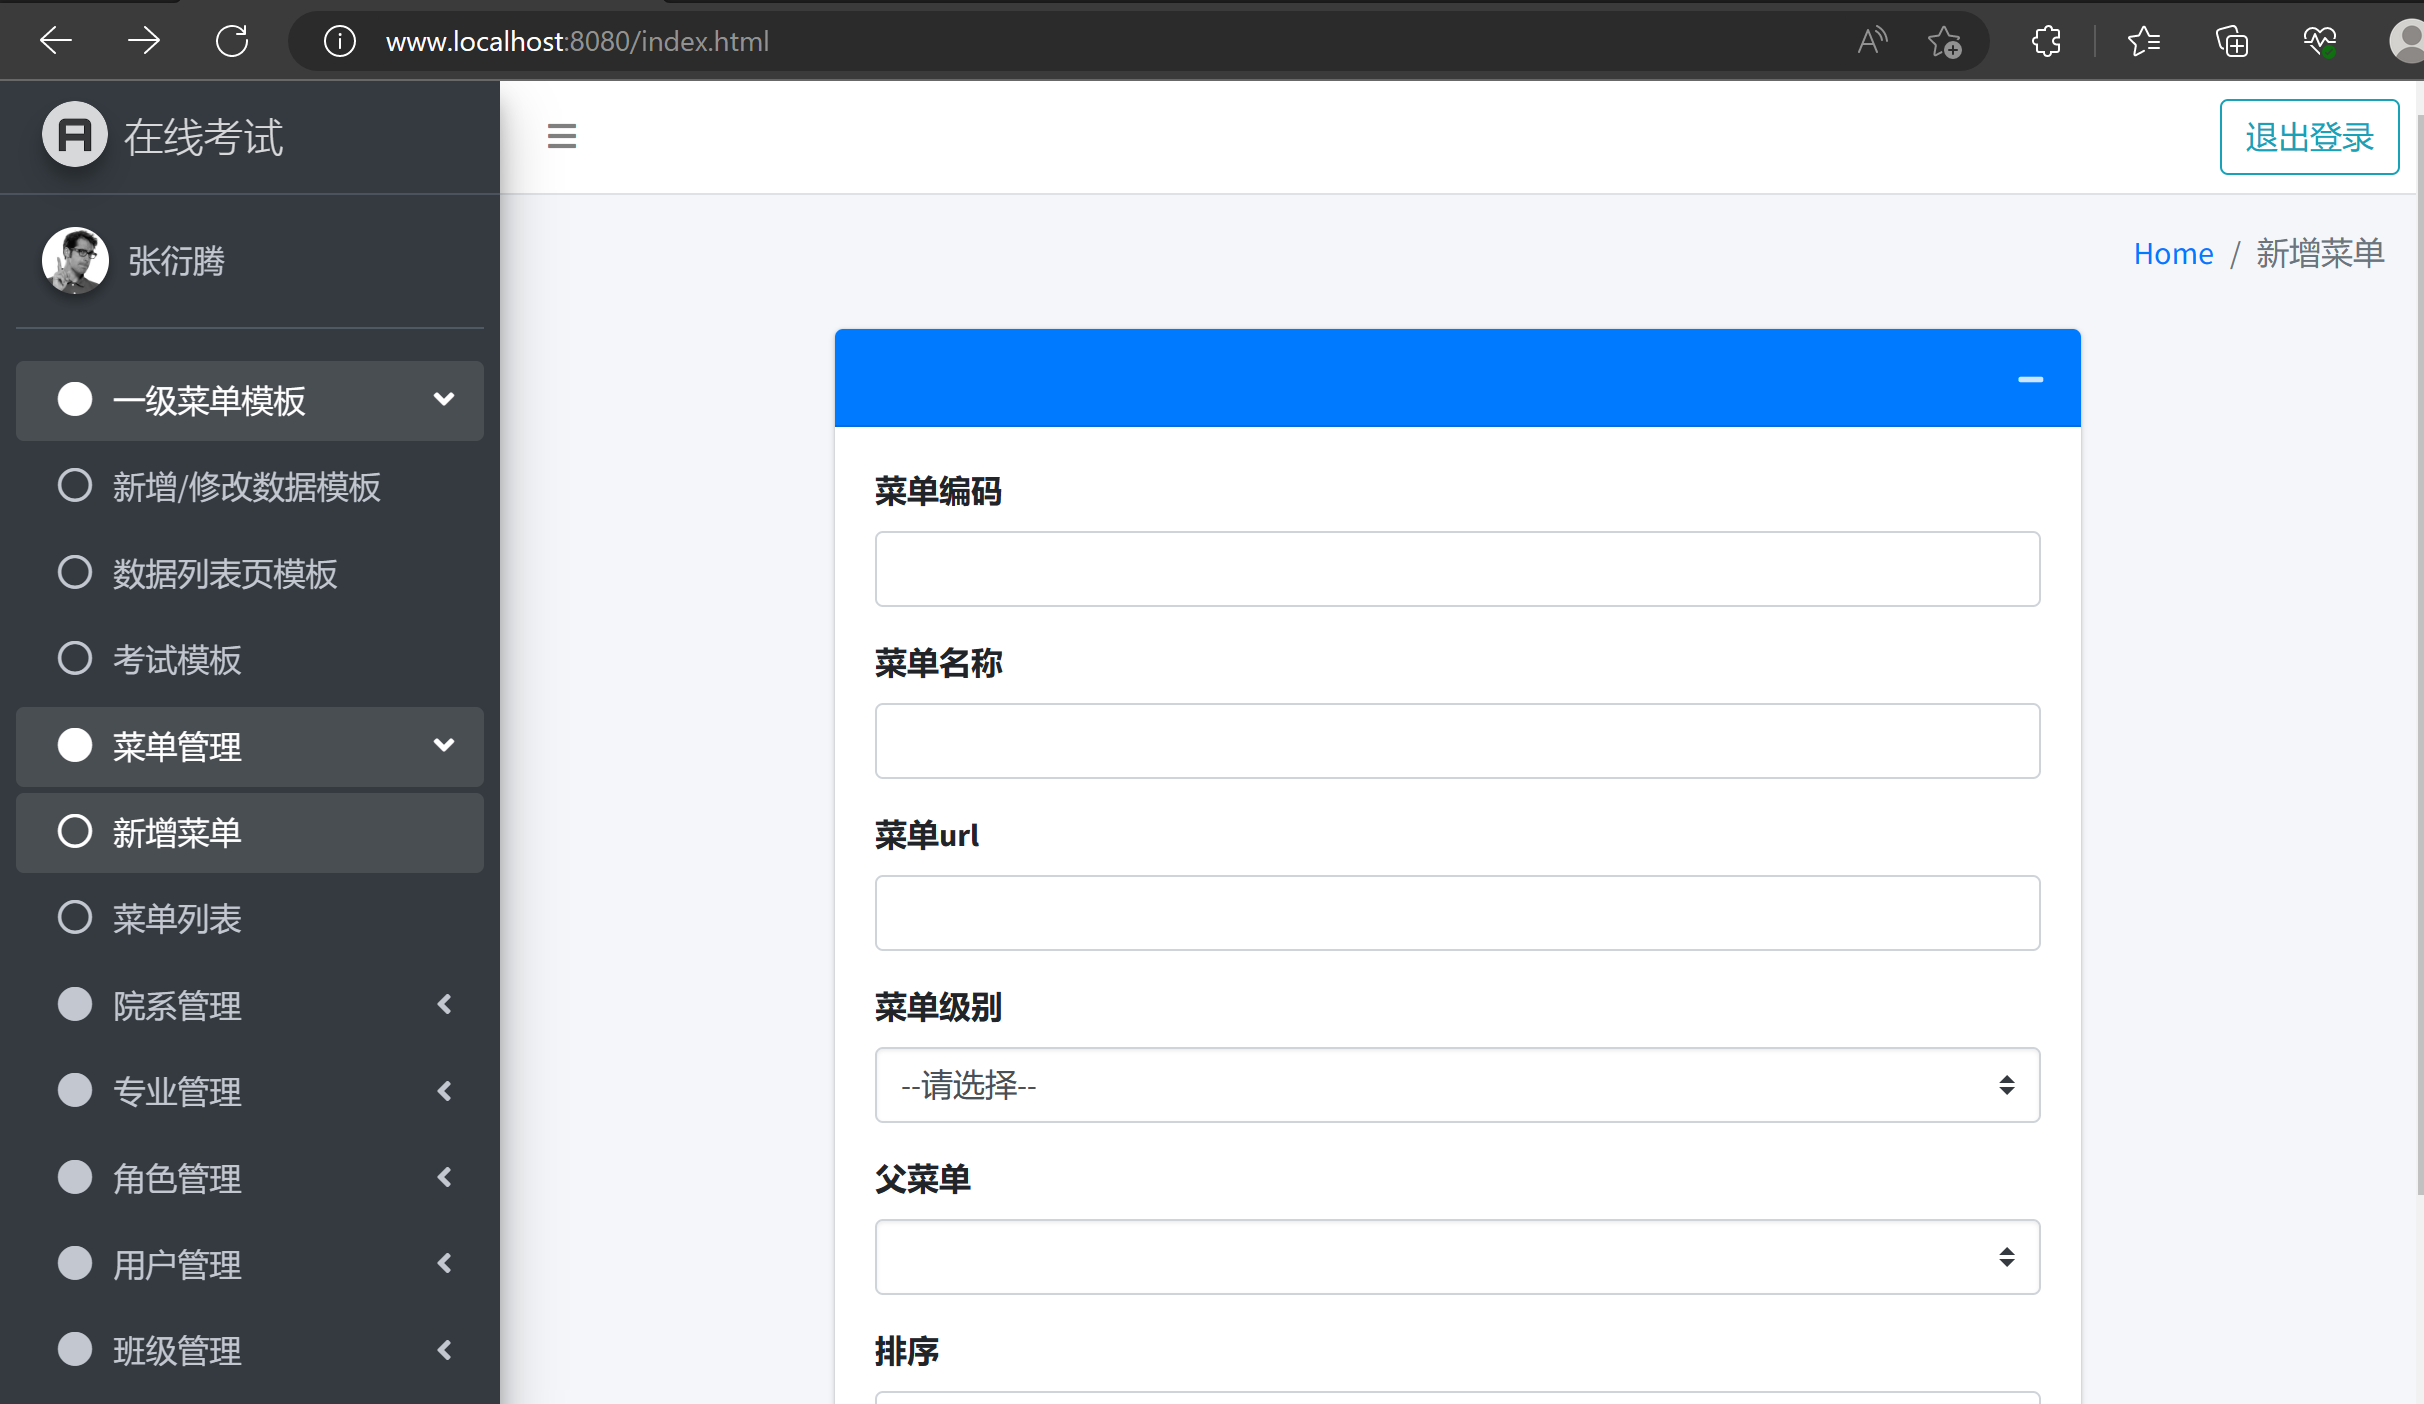 www.localhost:8080/index.html
在线考试
退出登录
张衍腾
Home / 新增菜单
一级菜单模板
新增/修改数据模板
数据列表页模板
考试模板
菜单管理
新增菜单
菜单列表
院系管理
专业管理
角色管理
用户管理
班级管理
菜单编码
菜单名称
菜单url
菜单级别
--请选择--
父菜单
排序